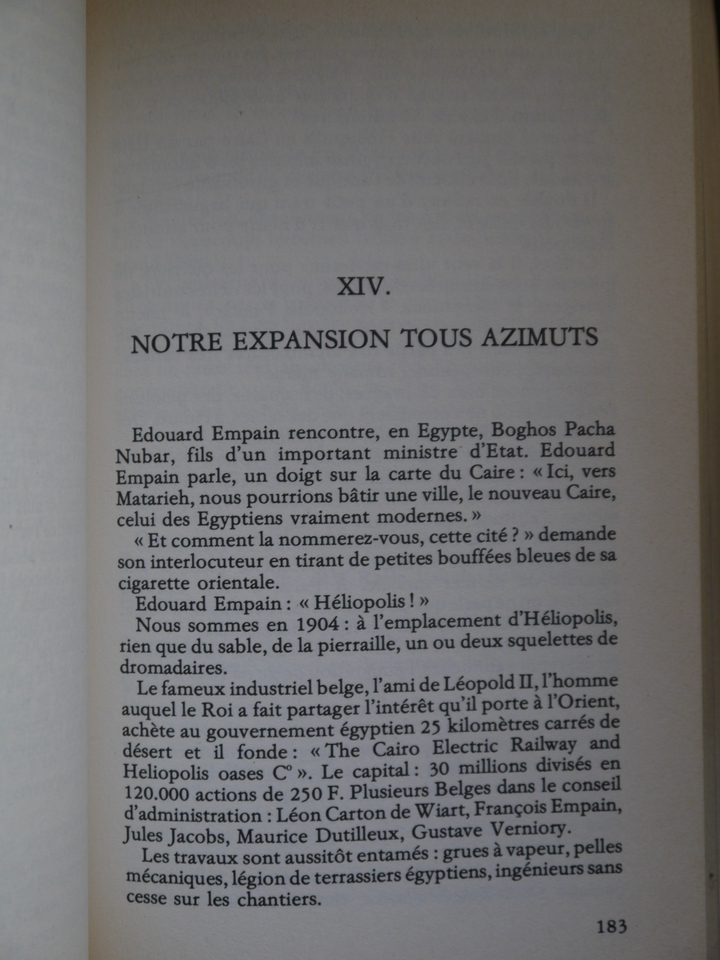 XIV.
NOTRE EXPANSION TOUS AZIMUTS
Edouard Empain rencontre, en Egypte, Boghos Pacha
Nubar, fils d'un important ministre d'Etat. Edouard
Empain parle, un doigt sur la carte du Caire : « Ici, vers
Matarieh, nous pourrions bâtir une ville, le nouveau Caire,
celui des Egyptiens vraiment modernes. »
« Et comment la nommerez-vous, cette cité ? » demande
son interlocuteur en tirant de petites bouffées bleues de sa
cigarette orientale.
Edouard Empain : « Héliopolis ! »
Nous sommes en 1904 : à l'emplacement d'Héliopolis,
rien que du sable, de la pierraille, un ou deux squelettes de
dromadaires.
Le fameux industriel belge, l'ami de Léopold II, l'homme
auquel le Roi a fait partager l'intérêt qu'il porte à l'Orient,
achète au gouvernement égyptien 25 kilomètres carrés de
désert et il fonde : « The Cairo Electric Railway and
Heliopolis oases C° ». Le capital : 30 millions divisés en
120.000 actions de 250 F. Plusieurs Belges dans le conseil
d'administration : Léon Carton de Wiart, François Empain,
Jules Jacobs, Maurice Dutilleux, Gustave Verniory.
Les travaux sont aussitôt entamés : grues à vapeur, pelles
mécaniques, légion de terrassiers égyptiens, ingénieurs sans
cesse sur les chantiers.
183